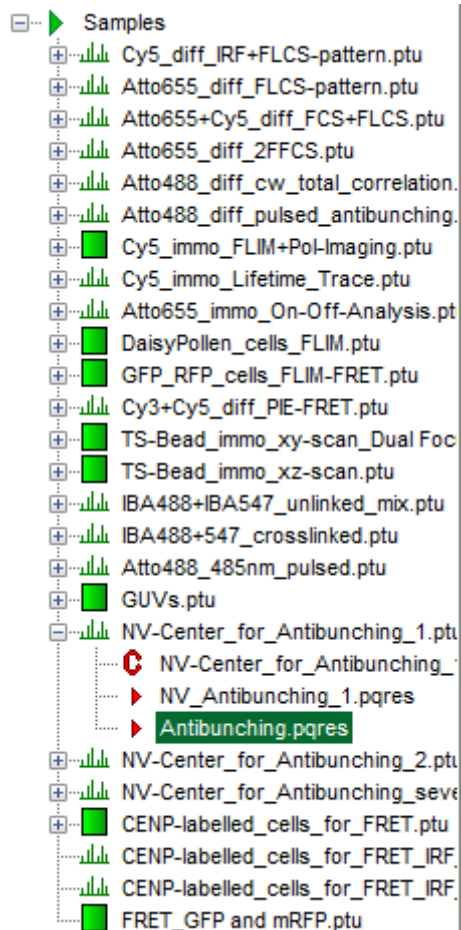 Samples
Cy5_diff_IRF+FLCS-pattern.ptu
Atto655_diff_FLCS-pattern.ptu
Atto655+Cy5_diff_FCS+FLCS.ptu
Atto655_diff_2FFCS.ptu
Atto488_diff_cw_total_correlation.
Atto488_diff_pulsed_antibunching.
Cy5_immo_FLIM+Pol-Imaging.ptu
Cy5_immo_Lifetime_Trace.ptu
Atto655_immo_On-Off-Analysis.pt
DaisyPollen_cells_FLIM.ptu
GFP_RFP_cells_FLIM-FRET.ptu
Cy3+Cy5_diff_PIE-FRET.ptu
TS-Bead_immo_xy-scan_Dual Foc
TS-Bead_immo_xz-scan.ptu
IBA488+IBA547_unlinked_mix.ptu
IBA488+547_crosslinked.ptu
Atto488_485nm_pulsed.ptu
GUVs.ptu
NV-Center_for_Antibunching_1.ptu
C NV-Center_for_Antibunching_
NV_Antibunching_1.pqres
Antibunching.pqres
NV-Center_for_Antibunching_2.ptu
NV-Center_for_Antibunching_seve
CENP-labelled_cells_for_FRET.ptu
CENP-labelled_cells_for_FRET_IRF_
CENP-labelled_cells_for_FRET_IRF_
FRET_GFP and mRFP.ptu